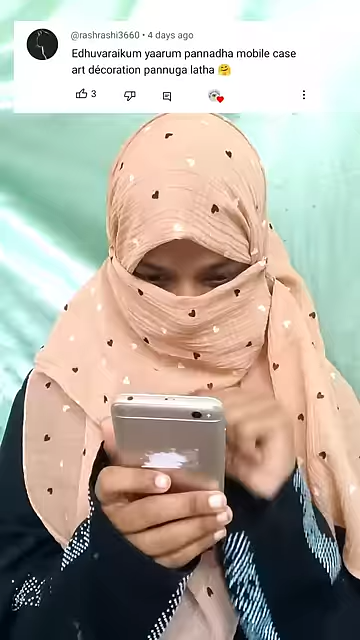 @rashrashi3660 • 4 days ago
Edhuvaraikum yaarum pannadha mobile case
art décoration pannuga latha 🤗
3